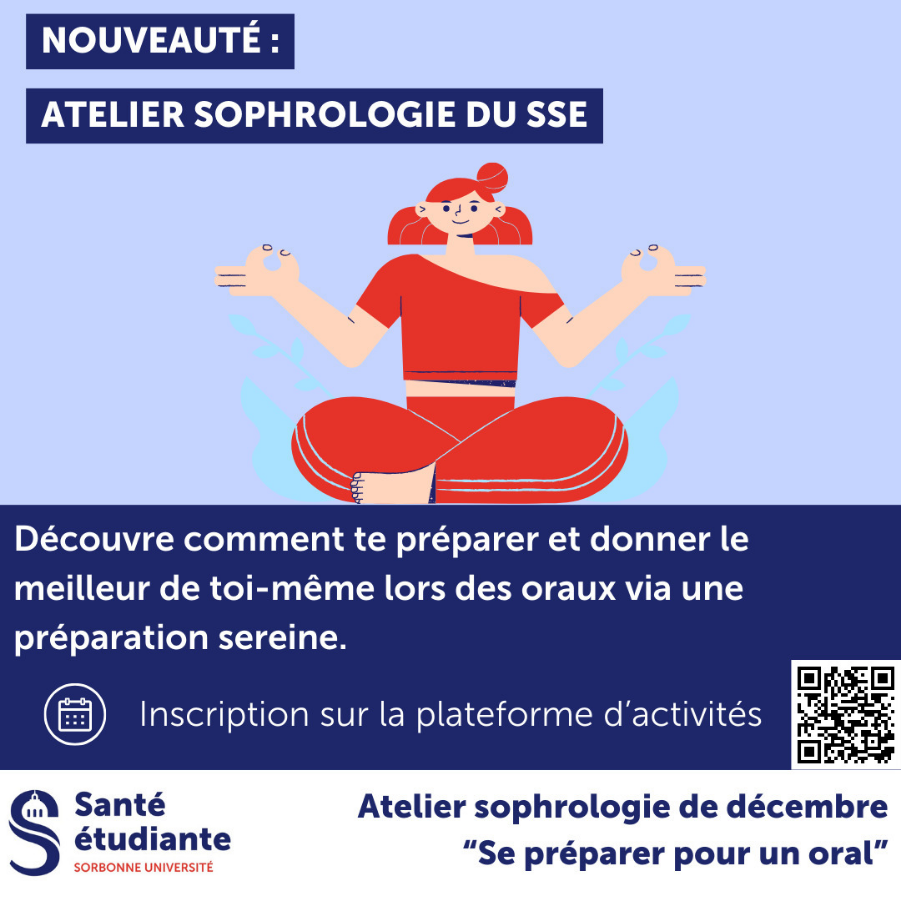 NOUVEAUTÉ :
ATELIER SOPHROLOGIE DU SSE
Découvre comment te préparer et donner le
meilleur de toi-même lors des oraux via une
préparation sereine.
Inscription sur la plateforme d’activités
Santé
étudiante
SORBONNE UNIVERSITÉ
Atelier sophrologie de décembre
“Se préparer pour un oral”